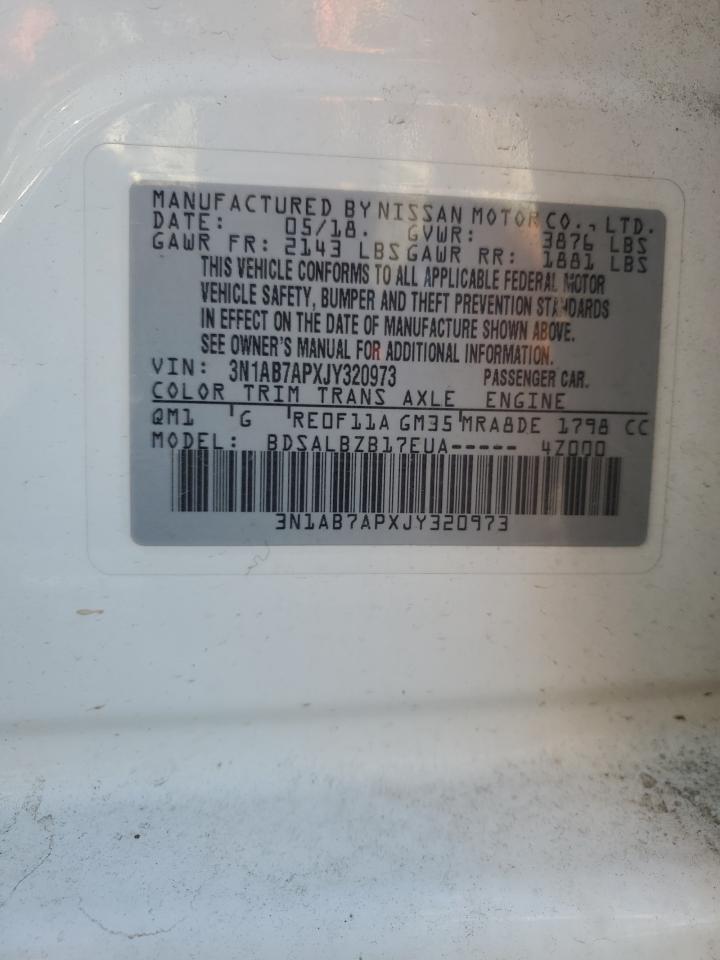 MANUFACTURED BY NISSAN MOTOR CO., LTD.
DATE: 05/18. GVWR: 3876 LBS
GAWR FR: 2143 LBS GAWR RR: 1881 LBS
THIS VEHICLE CONFORMS TO ALL APPLICABLE FEDERAL MOTOR
VEHICLE SAFETY, BUMPER AND THEFT PREVENTION STANDARDS
IN EFFECT ON THE DATE OF MANUFACTURE SHOWN ABOVE.
SEE OWNER'S MANUAL FOR ADDITIONAL INFORMATION.
VIN: 3N1AB7APXJY320973 PASSENGER CAR.
COLOR TRIM TRANS AXLE ENGINE
QM1 G RE0F11A GM35 MRA8DE 1798 CC
MODEL: BDSALBZB17EUA----- 4Z000
3N1AB7APXJY320973